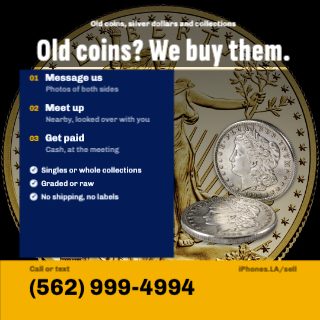 Old coins, silver dollars and collections
Old coins? We buy them.
01 Message us
Photos of both sides
02 Meet up
Nearby, looked over with you
03 Get paid
Cash, at the meeting
Singles or whole collections
Graded or raw
No shipping, no labels
Call or text
iPhones.LA/sell
(562) 999-4994